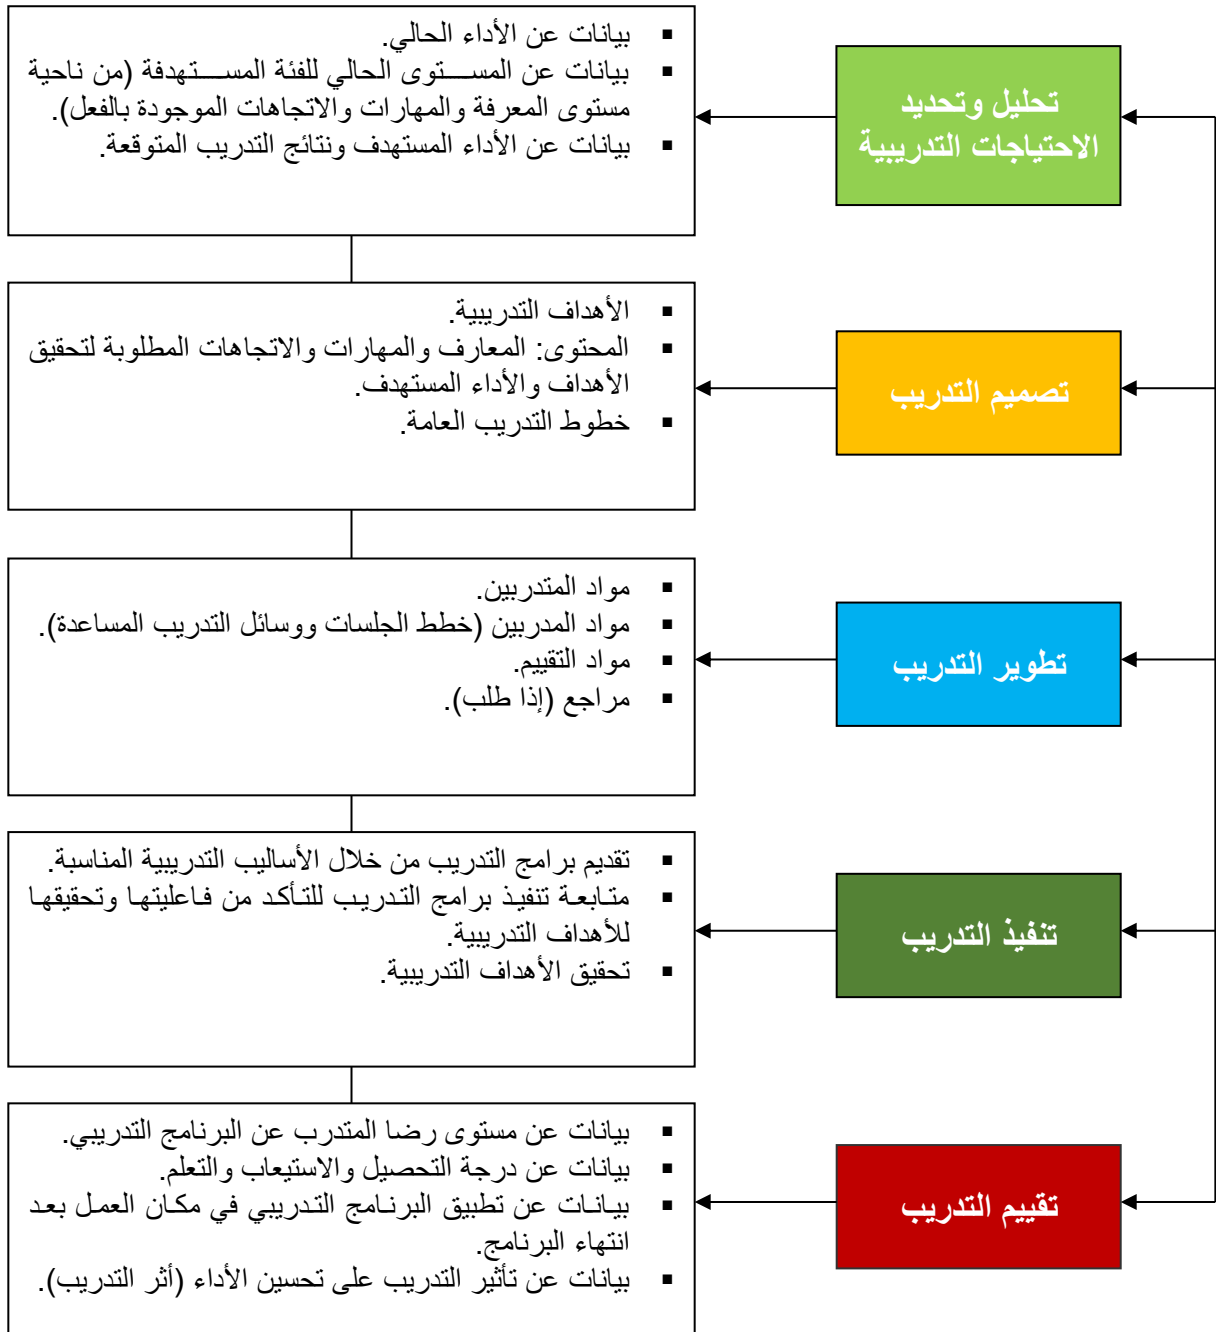 تحليل وتحديد
الاحتياجات التدريبية
▪ بيانات عن الأداء الحالي.
▪ بيانات عن المستوى الحالي للفئة المستهدفة (من ناحية
مستوى المعرفة والمهارات والاتجاهات الموجودة بالفعل).
▪ بيانات عن الأداء المستهدف ونتائج التدريب المتوقعة.
تصميم التدريب
▪ الأهداف التدريبية.
▪ المحتوى: المعارف والمهارات والاتجاهات المطلوبة لتحقيق
الأهداف والأداء المستهدف.
▪ خطوط التدريب العامة.
تطوير التدريب
▪ مواد المتدربين.
▪ مواد المدربين (خطط الجلسات ووسائل التدريب المساعدة).
▪ مواد التقييم.
▪ مراجع (إذا طلب).
تنفيذ التدريب
▪ تقديم برامج التدريب من خلال الأساليب التدريبية المناسبة.
▪ متابعة تنفيذ برامج التدريب للتأكد من فاعليتها وتحقيقها
للأهداف التدريبية.
▪ تحقيق الأهداف التدريبية.
تقييم التدريب
▪ بيانات عن مستوى رضا المتدرب عن البرنامج التدريبي.
▪ بيانات عن درجة التحصيل والاستيعاب والتعلم.
▪ بيانات عن تطبيق البرنامج التدريبي في مكان العمل بعد
انتهاء البرنامج.
▪ بيانات عن تأثير التدريب على تحسين الأداء (أثر التدريب).